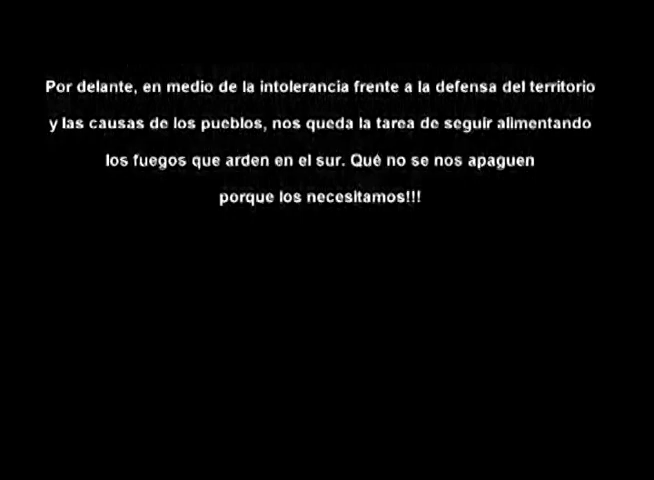 Por delante, en medio de la intolerancia frente a la defensa del territorio
y las causas de los pueblos, nos queda la tarea de seguir alimentando
los fuegos que arden en el sur. Qué no se nos apaguen
porque los necesitamos!!!